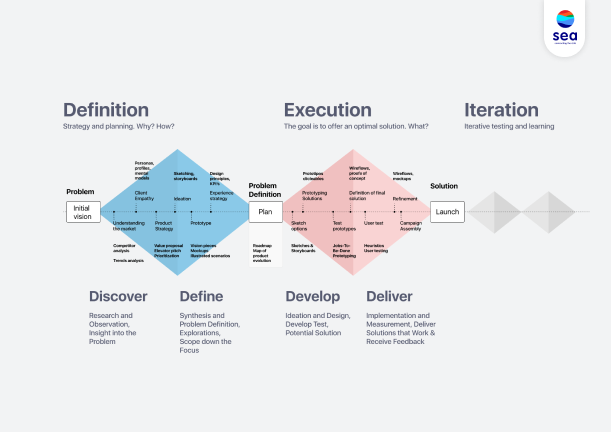 sea
Definition
Strategy and planning. Why? How?
Execution
The goal is to offer an optimal solution. What?
Iteration
Iterative testing and learning
Problem
Initial
vision
Personas,
profiles,
mental
models
Sketching,
storyboards
Design
principles,
KPI's
Client
Empathy
Ideation
Experience
strategy
Understanding
the market
Product
Strategy
Prototype
Competitor
analysis
Trends analysis
Value proposal
Elevator pitch
Prioritization
Vision pieces
Mockups
Illustrated scenarios
Problem
Definition
Plan
Roadmap
Map of
product
evolution
Prototipos
clickeables
Wireflows,
proofs of
concept
Wireflows,
mockups
Prototyping
Solutions
Definition of final
solution
Refinement
Sketch
options
Test
prototypes
User test
Campaign
Assembly
Sketches &
Storyboards
Jobs-To-
Be-Done
Prototyping
Heuristics
User testing
Solution
Launch
Discover
Research and
Observation,
Insight into the
Problem
Define
Synthesis and
Problem Definition,
Explorations,
Scope down the
Focus
Develop
Ideation and Design,
Develop Test,
Potential Solution
Deliver
Implementation and
Measurement, Deliver
Solutions that Work &
Receive Feedback